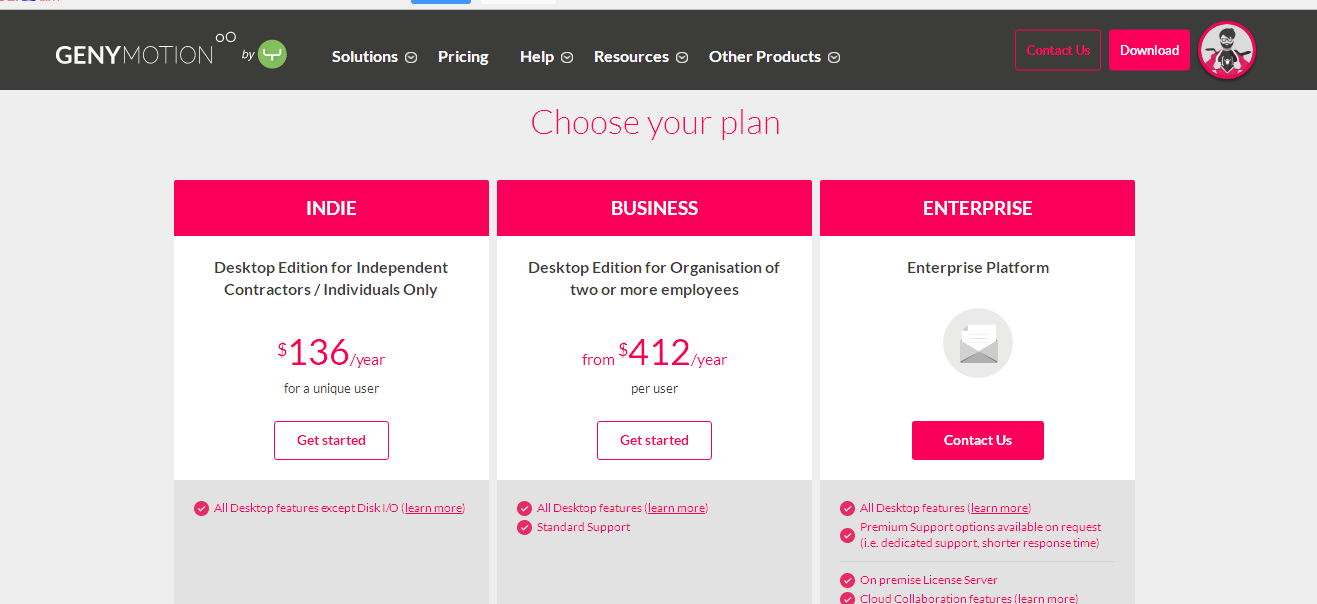 GENYMOTION by
Solutions Pricing Help Resources Other Products
Contact Us Download
Choose your plan
INDIE
Desktop Edition for Independent
Contractors / Individuals Only
$136/year
for a unique user
Get started
All Desktop features except Disk I/O (learn more)
BUSINESS
Desktop Edition for Organisation of
two or more employees
from $412/year
per user
Get started
All Desktop features (learn more)
Standard Support
ENTERPRISE
Enterprise Platform
Contact Us
All Desktop features (learn more)
Premium Support options available on request
(i.e. dedicated support, shorter response time)
On premise License Server
Cloud Collaboration features (learn more)